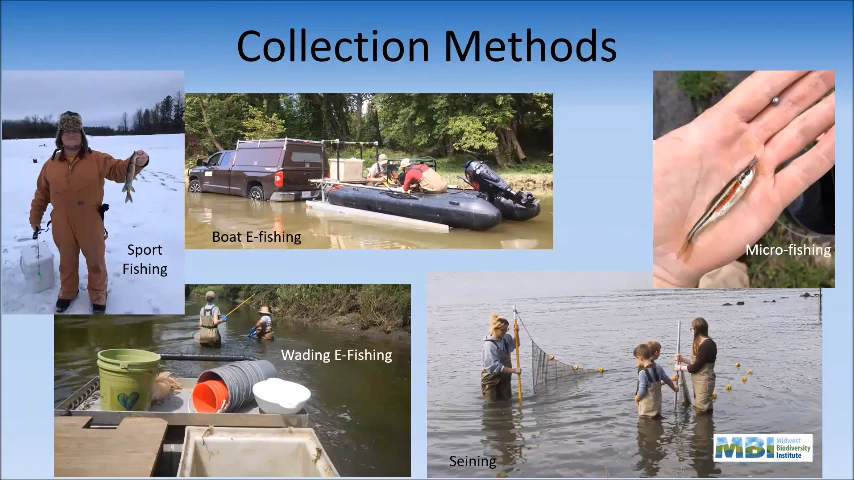 Collection Methods
Sport
Fishing
Boat E-fishing
Micro-fishing
Wading E-Fishing
Seining
MBI
Midwest
Biodiversity
Institute